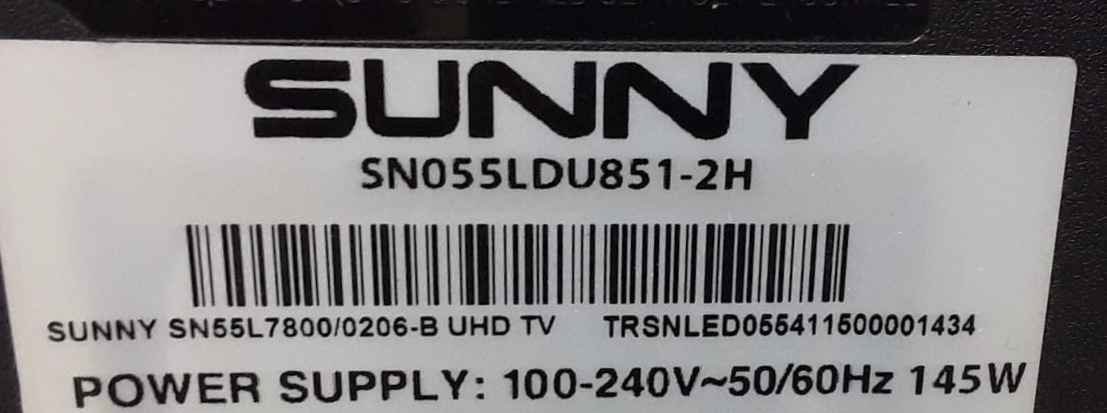 SUNNY
SN055LDU851-2H
SUNNY SN55L7800/0206-B UHD TV TRSNLED055411500001434
POWER SUPPLY: 100-240V~50/60Hz 145W